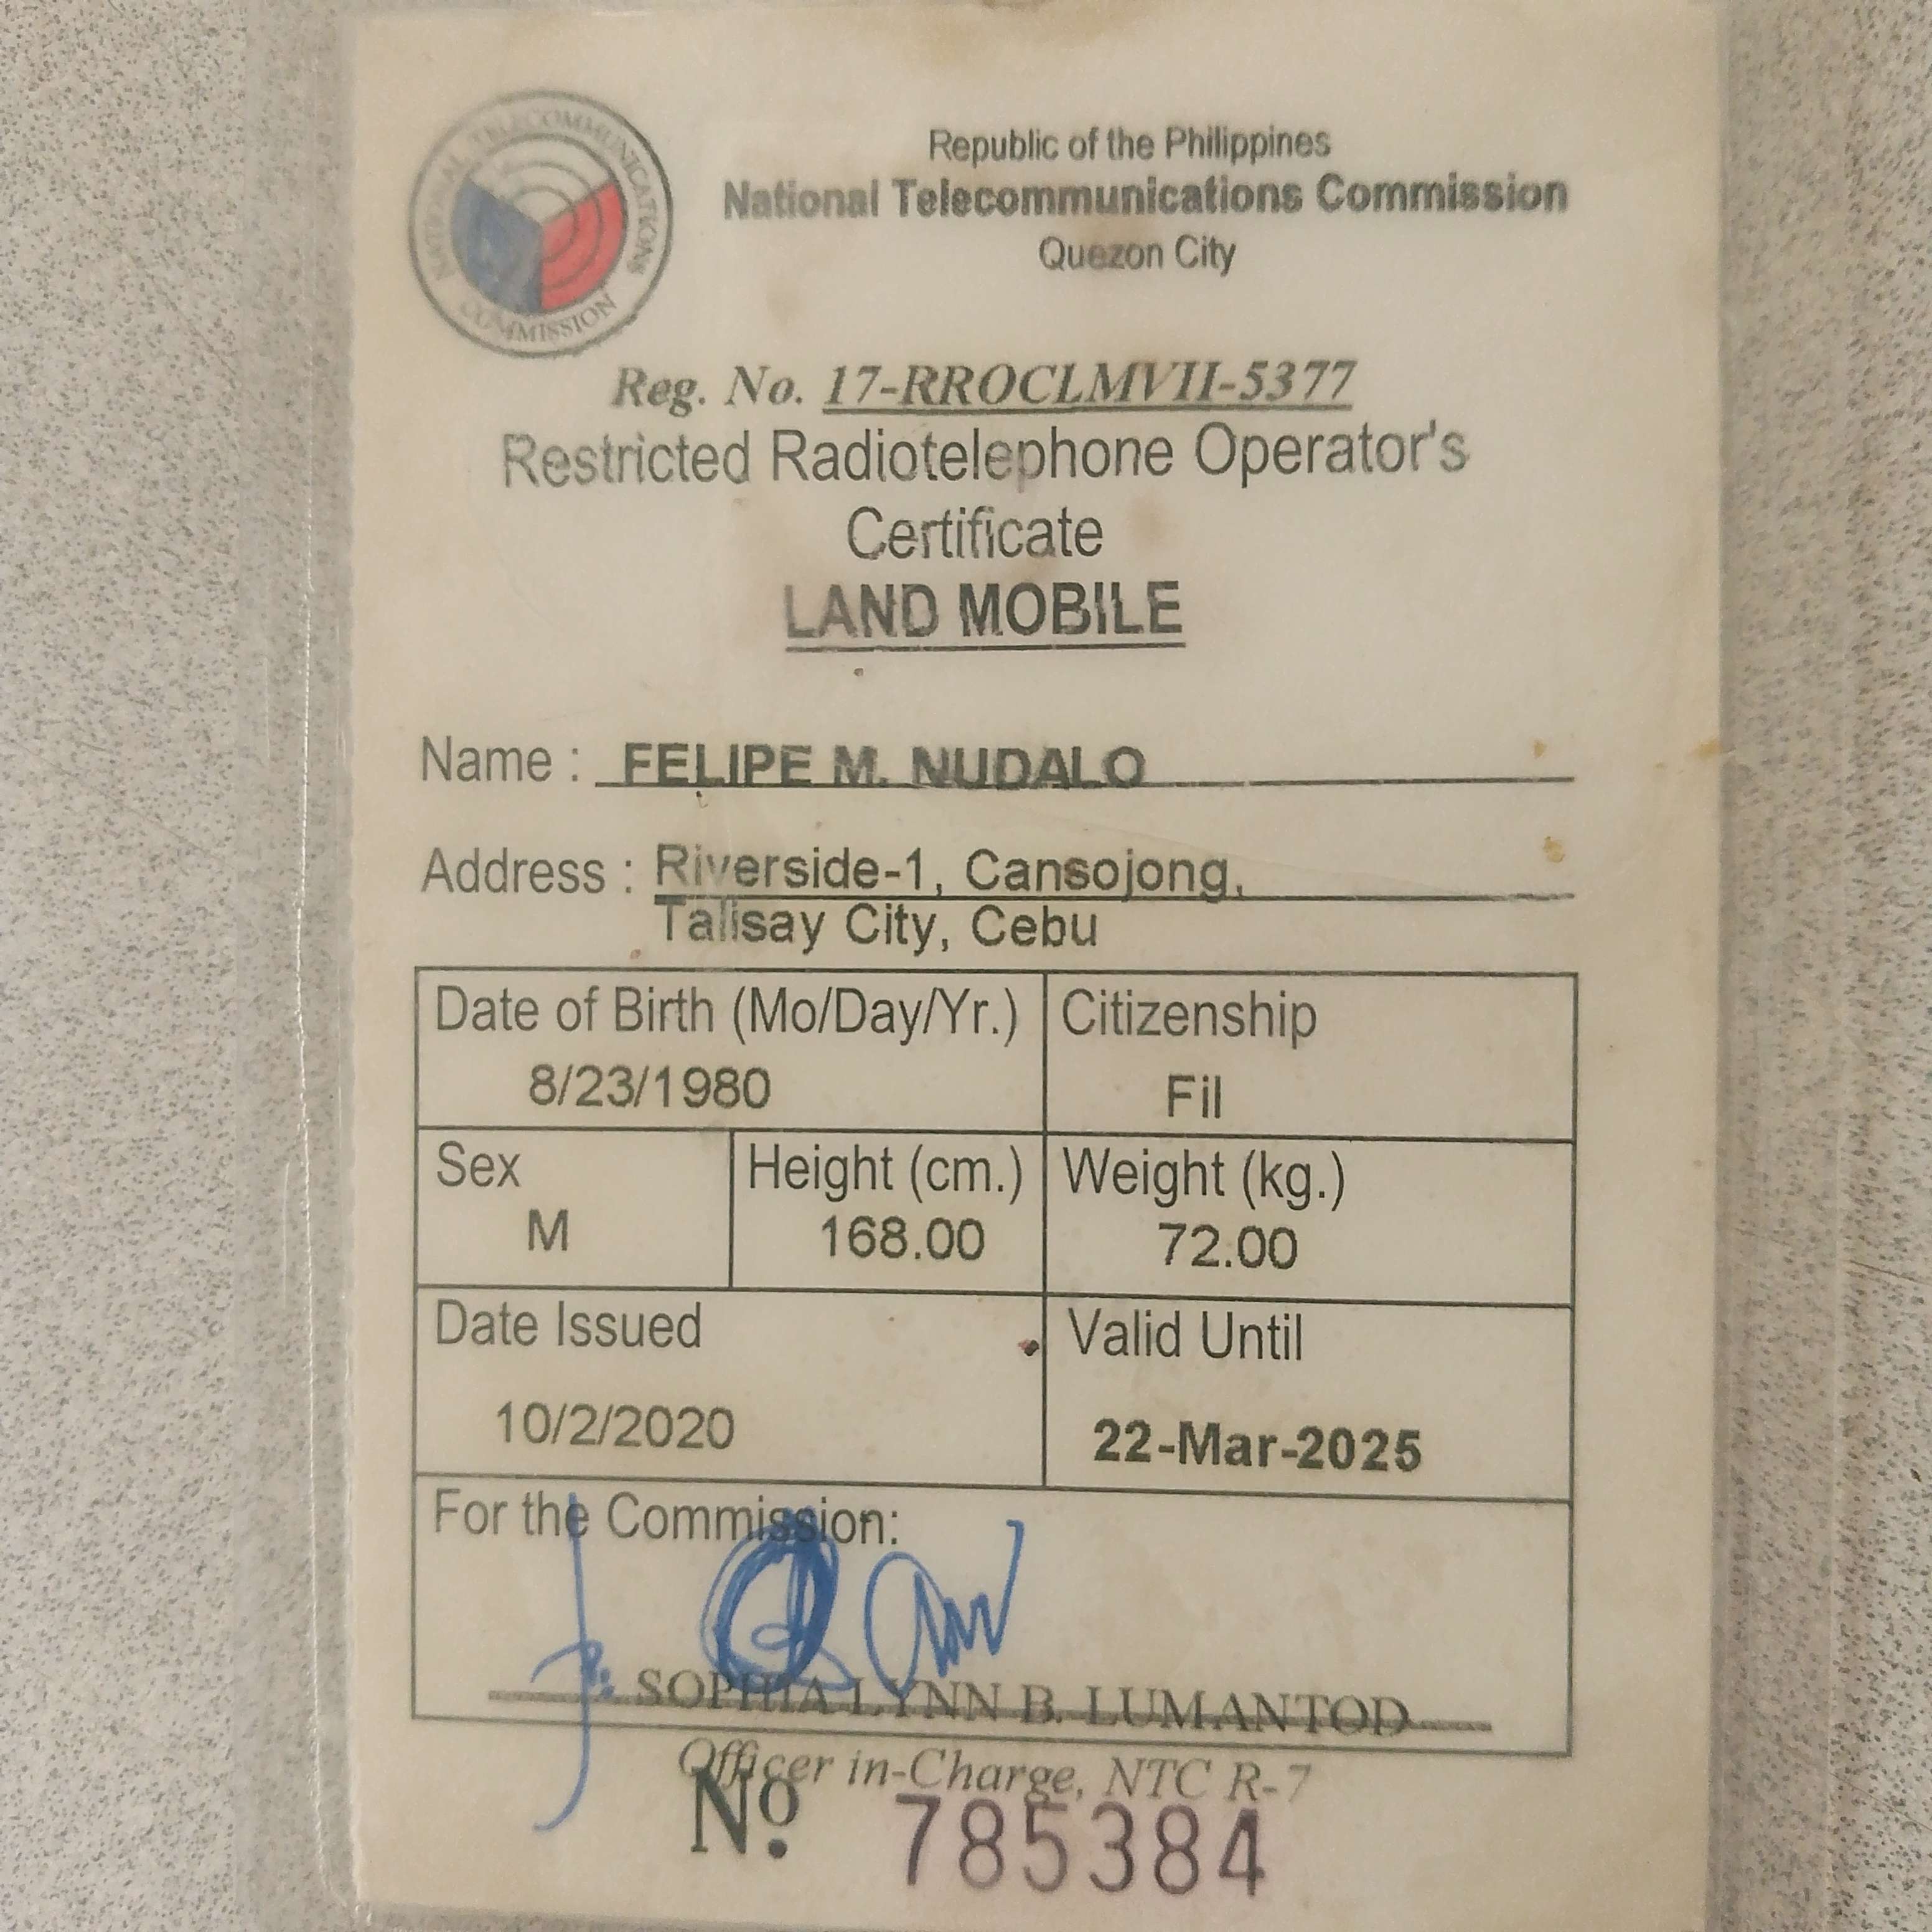 NATIONAL TELECOMMUNICATIONS
COMMISSION
Republic of the Philippines
National Telecommunications Commission
Quezon City
Reg. No. 17-RROCLMVII-5377
Restricted Radiotelephone Operator's
Certificate
LAND MOBILE
Name : FELIPE M. NUDALO
Address : Riverside-1, Cansojong,
Talisay City, Cebu
Date of Birth (Mo/Day/Yr.) Citizenship
8/23/1980 Fil
Sex Height (cm.) Weight (kg.)
M 168.00 72.00
Date Issued Valid Until
10/2/2020 22-Mar-2025
For the Commission:
SOPHIA LYNN B. LUMANTOD
Officer in-Charge, NTC R-7
Nº 785384